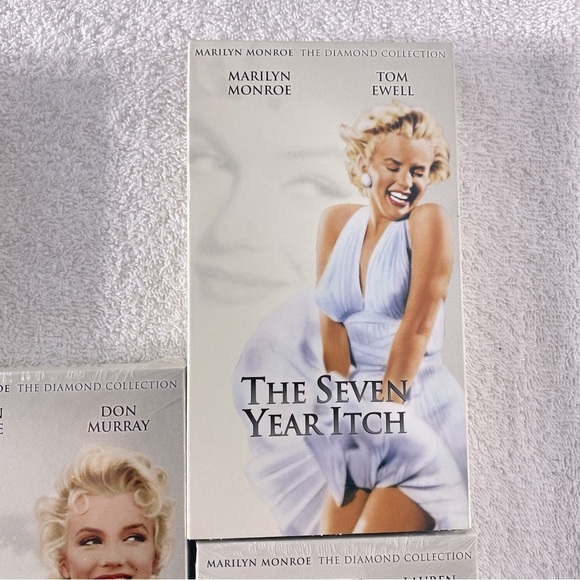 MARILYN MONROE THE DIAMOND COLLECTION
MARILYN MONROE
TOM EWELL
THE SEVEN
YEAR ITCH
THE DIAMOND COLLECTION
DON
MURRAY
MARILYN MONROE THE DIAMOND COLLECTION
LAUREN